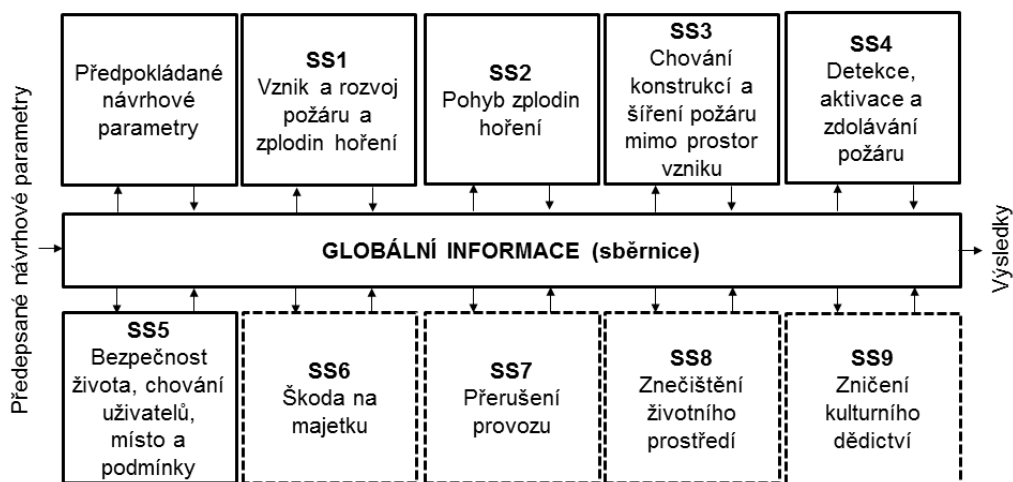 Předpokládané
návrhové
parametry
SS1
Vznik a rozvoj
požáru a
zplodin hoření
SS2
Pohyb zplodin
hoření
SS3
Chování
konstrukcí a
šíření požáru
mimo prostor
vzniku
SS4
Detekce,
aktivace a
zdolávání
požáru
Předepsané návrhové parametry
GLOBÁLNÍ INFORMACE (sběrnice)
Výsledky
SS5
Bezpečnost
života, chování
uživatelů,
místo a
podmínky
SS6
Škoda na
majetku
SS7
Přerušení
provozu
SS8
Znečištění
životního
prostředí
SS9
Zničení
kulturního
dědictví